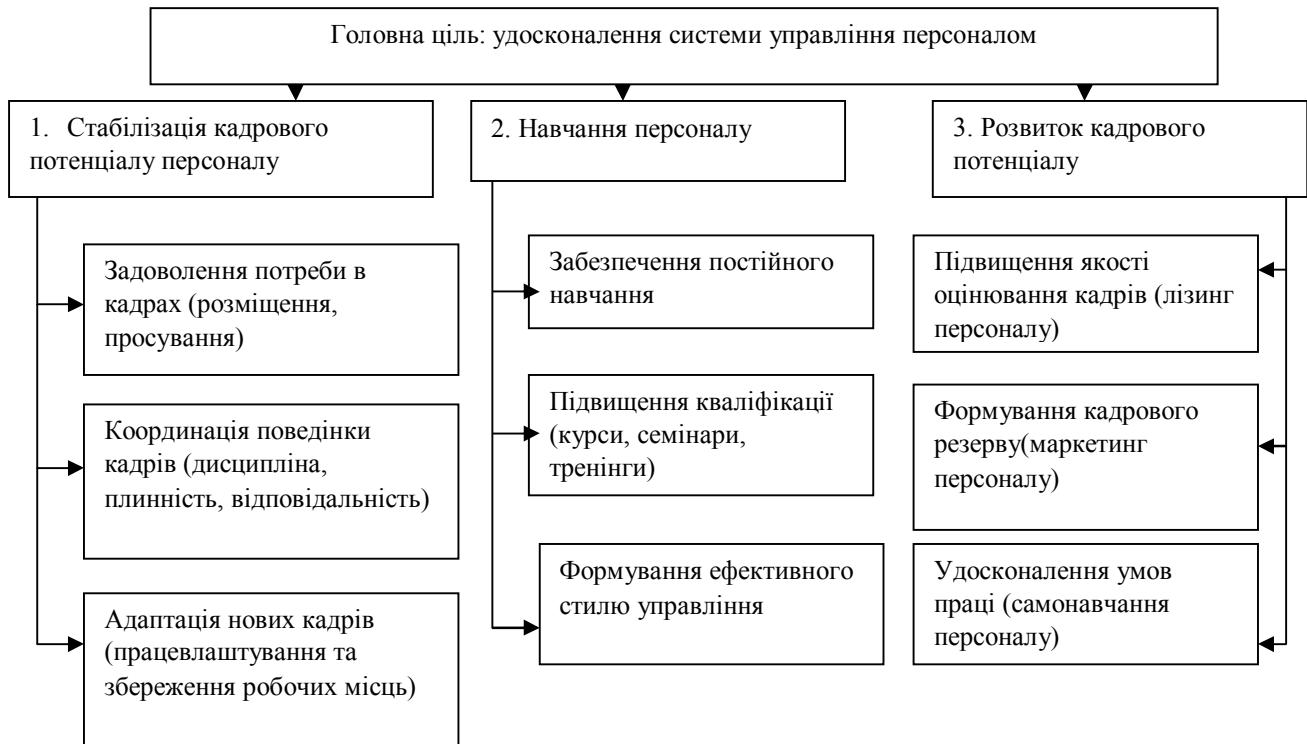 Головна ціль: удосконалення системи управління персоналом
1. Стабілізація кадрового
потенціалу персоналу
2. Навчання персоналу
3. Розвиток кадрового
потенціалу
Задоволення потреби в
кадрах (розміщення,
просування)
Координація поведінки
кадрів (дисципліна,
плинність, відповідальність)
Адаптація нових кадрів
(працевлаштування та
збереження робочих місць)
Забезпечення постійного
навчання
Підвищення кваліфікації
(курси, семінари,
тренінги)
Формування ефективного
стилю управління
Підвищення якості
оцінювання кадрів (лізинг
персоналу)
Формування кадрового
резерву(маркетинг
персоналу)
Удосконалення умов
праці (самонавчання
персоналу)